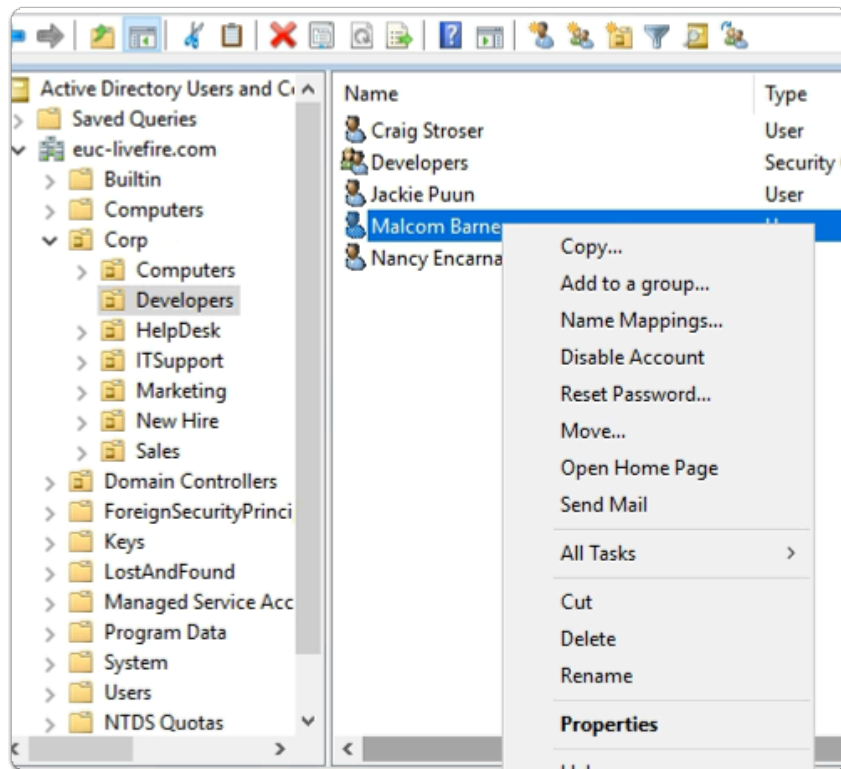 Active Directory Users and C
Saved Queries
euc-livefire.com
Builtin
Computers
Corp
Computers
Developers
HelpDesk
ITSupport
Marketing
New Hire
Sales
Domain Controllers
ForeignSecurityPrinci
Keys
LostAndFound
Managed Service Acc
Program Data
System
Users
NTDS Quotas
Name Type
Craig Stroser User
Developers Security
Jackie Puun User
Malcom Barne
Nancy Encarna
Copy...
Add to a group...
Name Mappings...
Disable Account
Reset Password...
Move...
Open Home Page
Send Mail
All Tasks
Cut
Delete
Rename
Properties